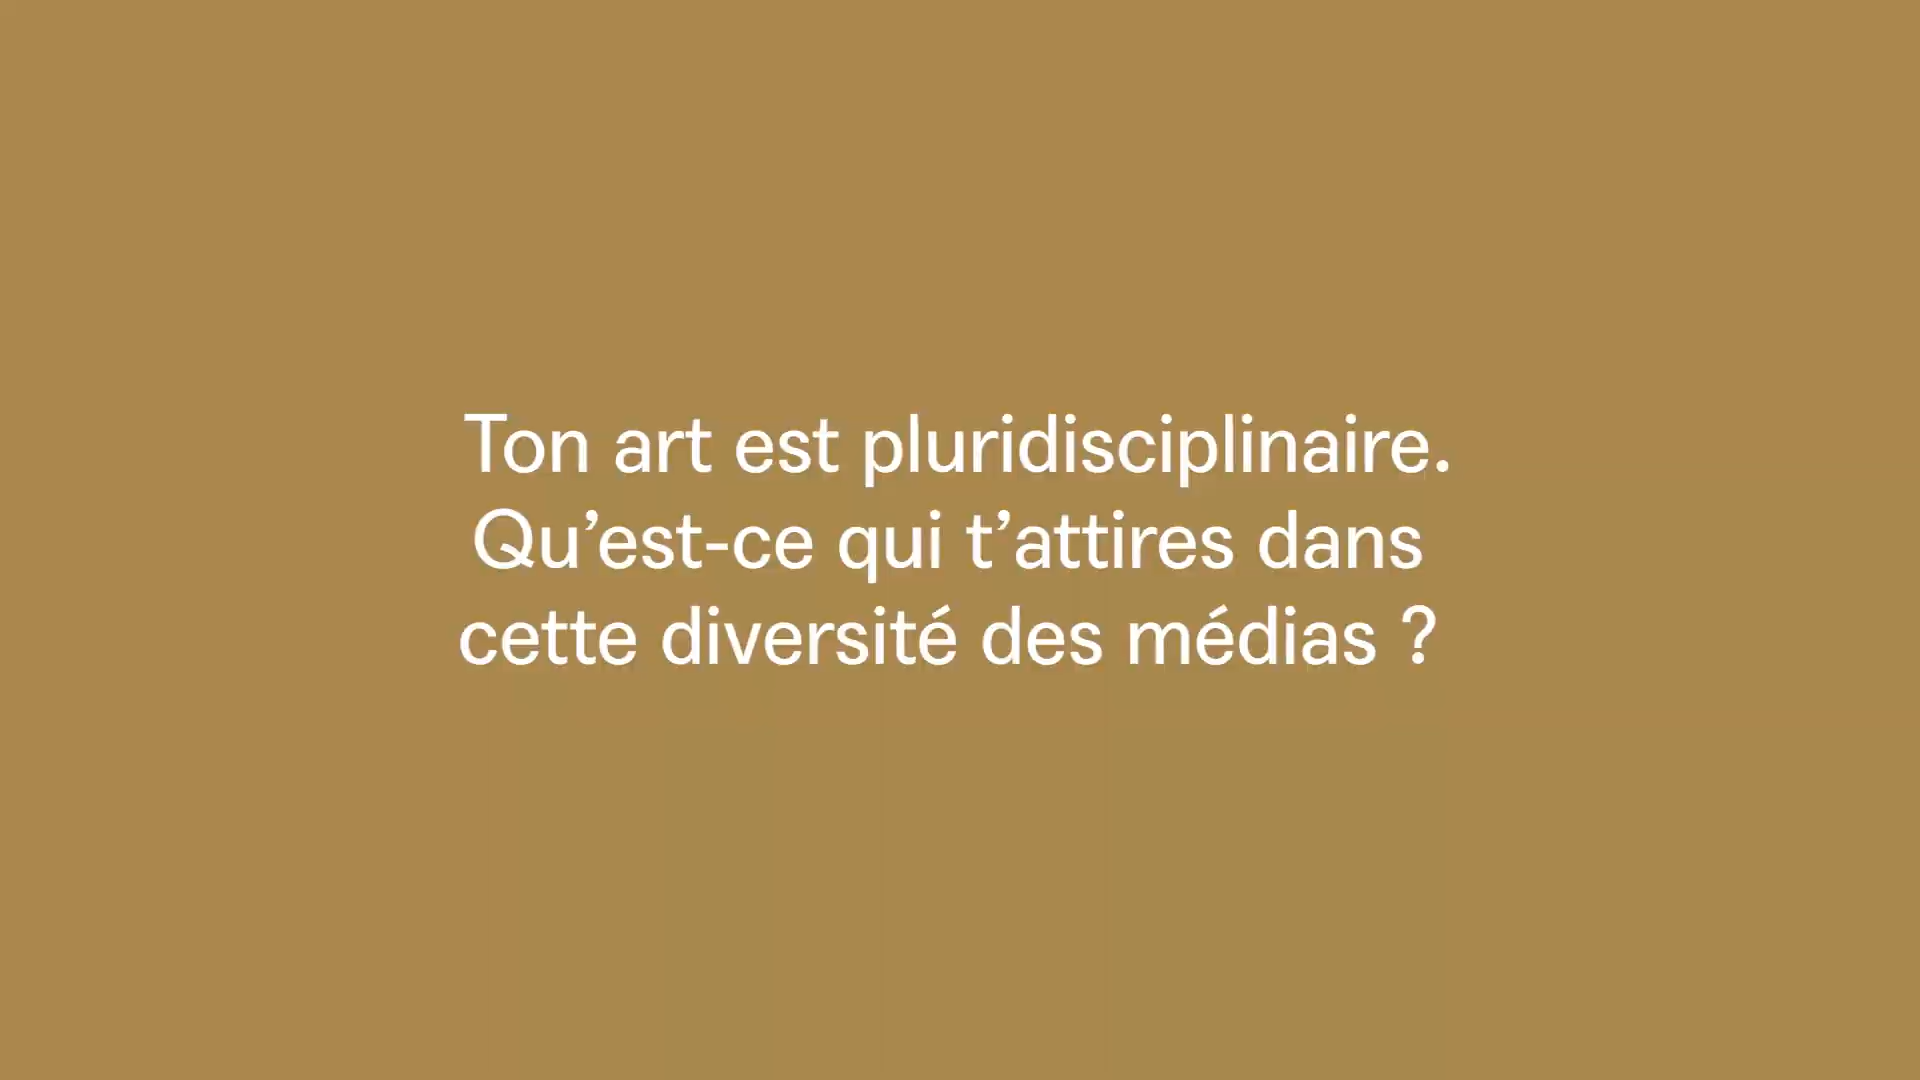 Ton art est pluridisciplinaire.
Qu’est-ce qui t’attires dans
cette diversité des médias ?